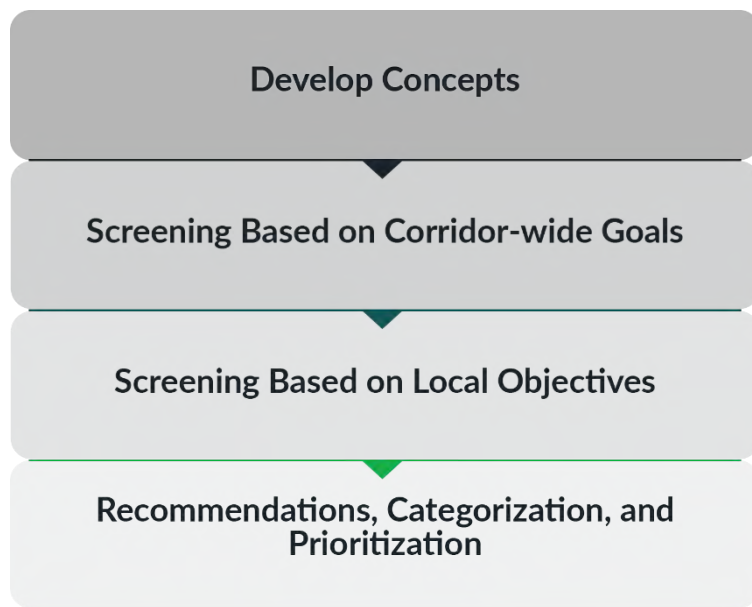 Develop Concepts
Screening Based on Corridor-wide Goals
Screening Based on Local Objectives
Recommendations, Categorization, and
Prioritization